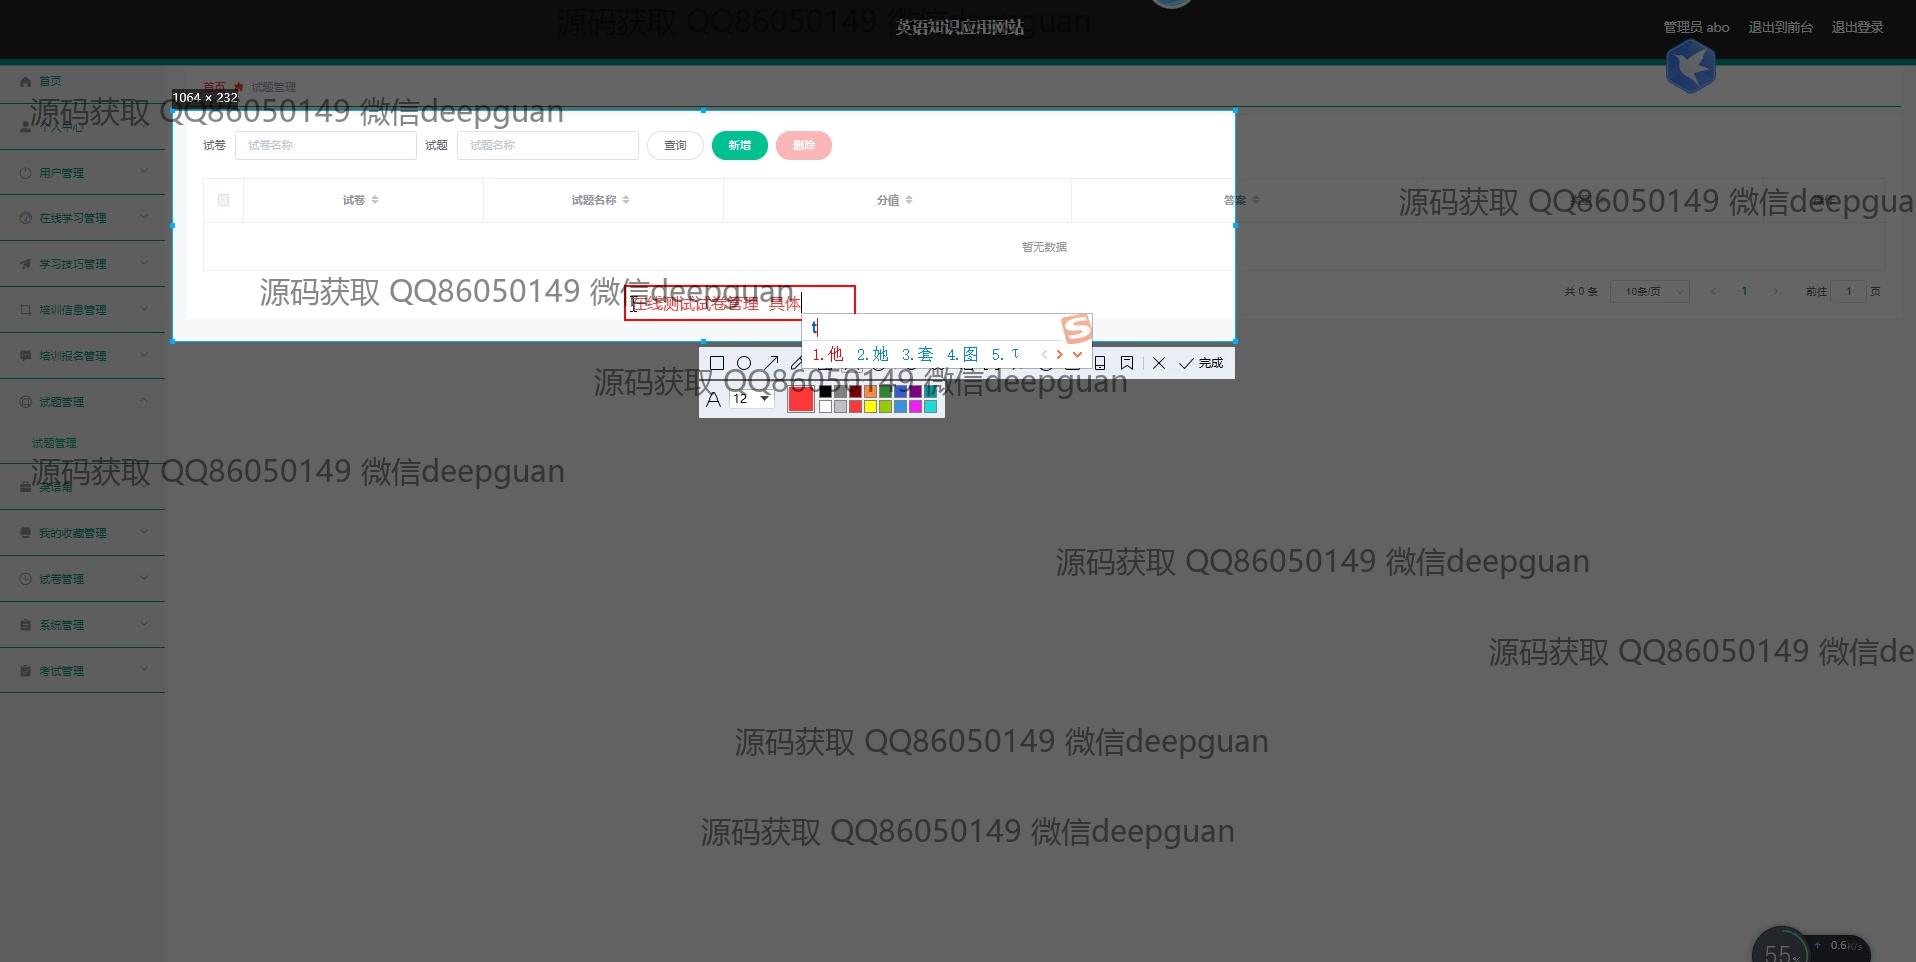 源码获取 QQ86050149 微信deepguan
英语知识应用网站
管理员 abo 退出到前台 退出登录
首页
首页 试题管理
1064 × 232
源码获取 QQ86050149 微信deepguan
个人中心
试卷 试卷名称 试题 试题名称 查询 新增 删除
用户管理
试卷 试题名称 分值 答案
源码获取 QQ86050149 微信deepgua
在线学习管理
暂无数据
学习技巧管理
源码获取 QQ86050149 微信deepguan
共 0 条 10条/页 1 前往 1 页
在线测试试卷管理 具体
培训信息管理
t
培训报名管理
1.他 2.她 3.套 4.图 5.τ
完成
源码获取 QQ86050149 微信deepguan
12
试题管理
试题管理
源码获取 QQ86050149 微信deepguan
英语角
我的收藏管理
源码获取 QQ86050149 微信deepguan
试卷管理
系统管理
源码获取 QQ86050149 微信de
考试管理
源码获取 QQ86050149 微信deepguan
源码获取 QQ86050149 微信deepguan
55%
0.6K/s